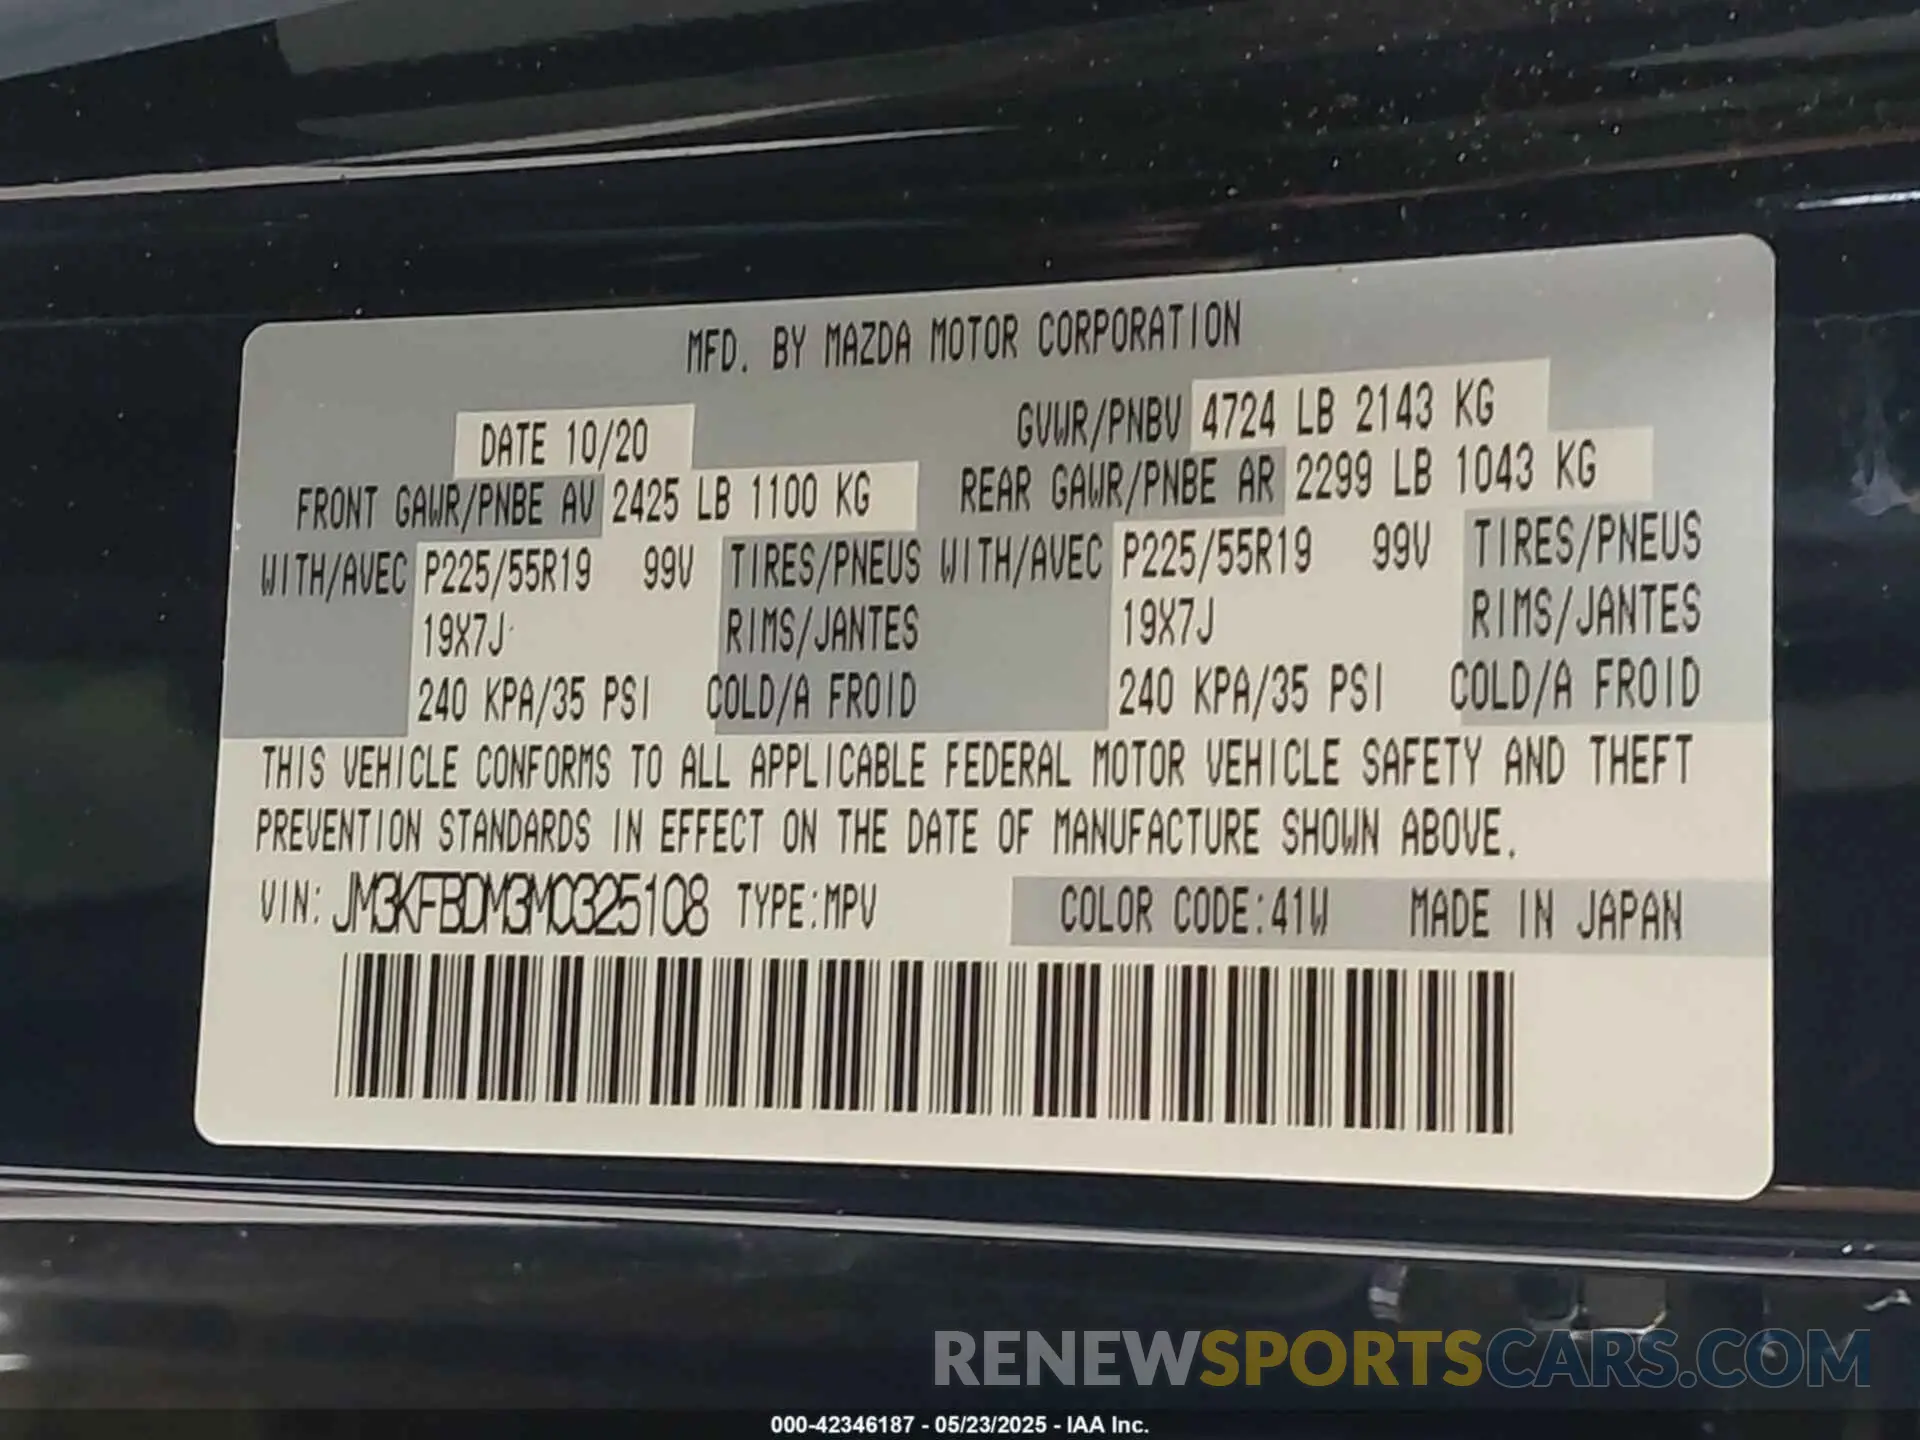 MFD. BY MAZDA MOTOR CORPORATION
DATE 10/20 GVWR/PNBV 4724 LB 2143 KG
FRONT GAWR/PNBE AV 2425 LB 1100 KG REAR GAWR/PNBE AR 2299 LB 1043 KG
WITH/AVEC P225/55R19 99V TIRES/PNEUS WITH/AVEC P225/55R19 99V TIRES/PNEUS
19X7J RIMS/JANTES 19X7J RIMS/JANTES
240 KPA/35 PSI COLD/A FROID 240 KPA/35 PSI COLD/A FROID
THIS VEHICLE CONFORMS TO ALL APPLICABLE FEDERAL MOTOR VEHICLE SAFETY AND THEFT
PREVENTION STANDARDS IN EFFECT ON THE DATE OF MANUFACTURE SHOWN ABOVE.
VIN: JM3KFBDM3M0325108 TYPE:MPV COLOR CODE:41W MADE IN JAPAN
RENEWSPORTSCARS.COM
000-42346187 - 05/23/2025 - IAA Inc.